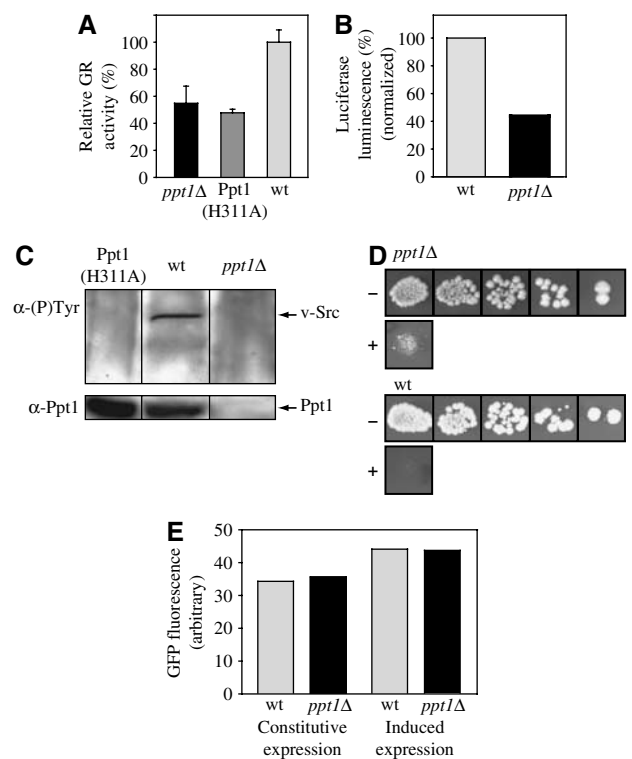 A
Relative GR
activity (%)
100
80
60
40
20
0
ppt1Δ
Ppt1
(H311A)
wt
B
Luciferase
luminescence (%)
(normalized)
100
80
60
40
20
0
wt
ppt1Δ
C
Ppt1
(H311A)
wt
ppt1Δ
α-(P)Tyr
v-Src
α-Ppt1
Ppt1
D
ppt1Δ
–
+
wt
–
+
E
GFP fluorescence
(arbitrary)
50
40
30
20
10
0
wt
ppt1Δ
wt
ppt1Δ
Constitutive
expression
Induced
expression